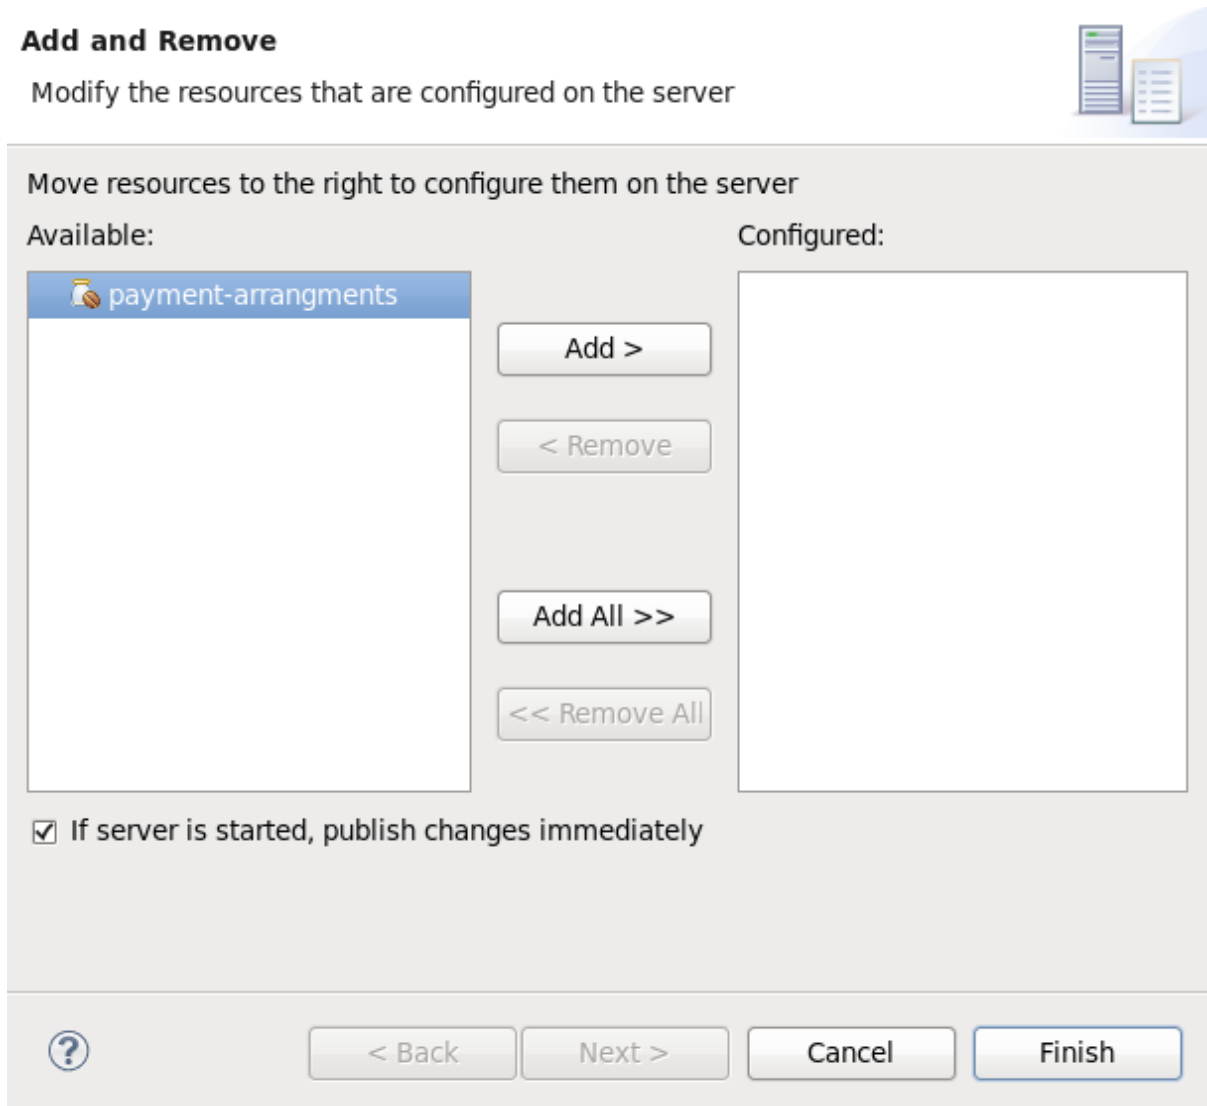 Add and Remove
Modify the resources that are configured on the server
Move resources to the right to configure them on the server
Available:
Configured:
payment-arrangments
Add >
< Remove
Add All >>
<< Remove All
If server is started, publish changes immediately
?
< Back
Next >
Cancel
Finish